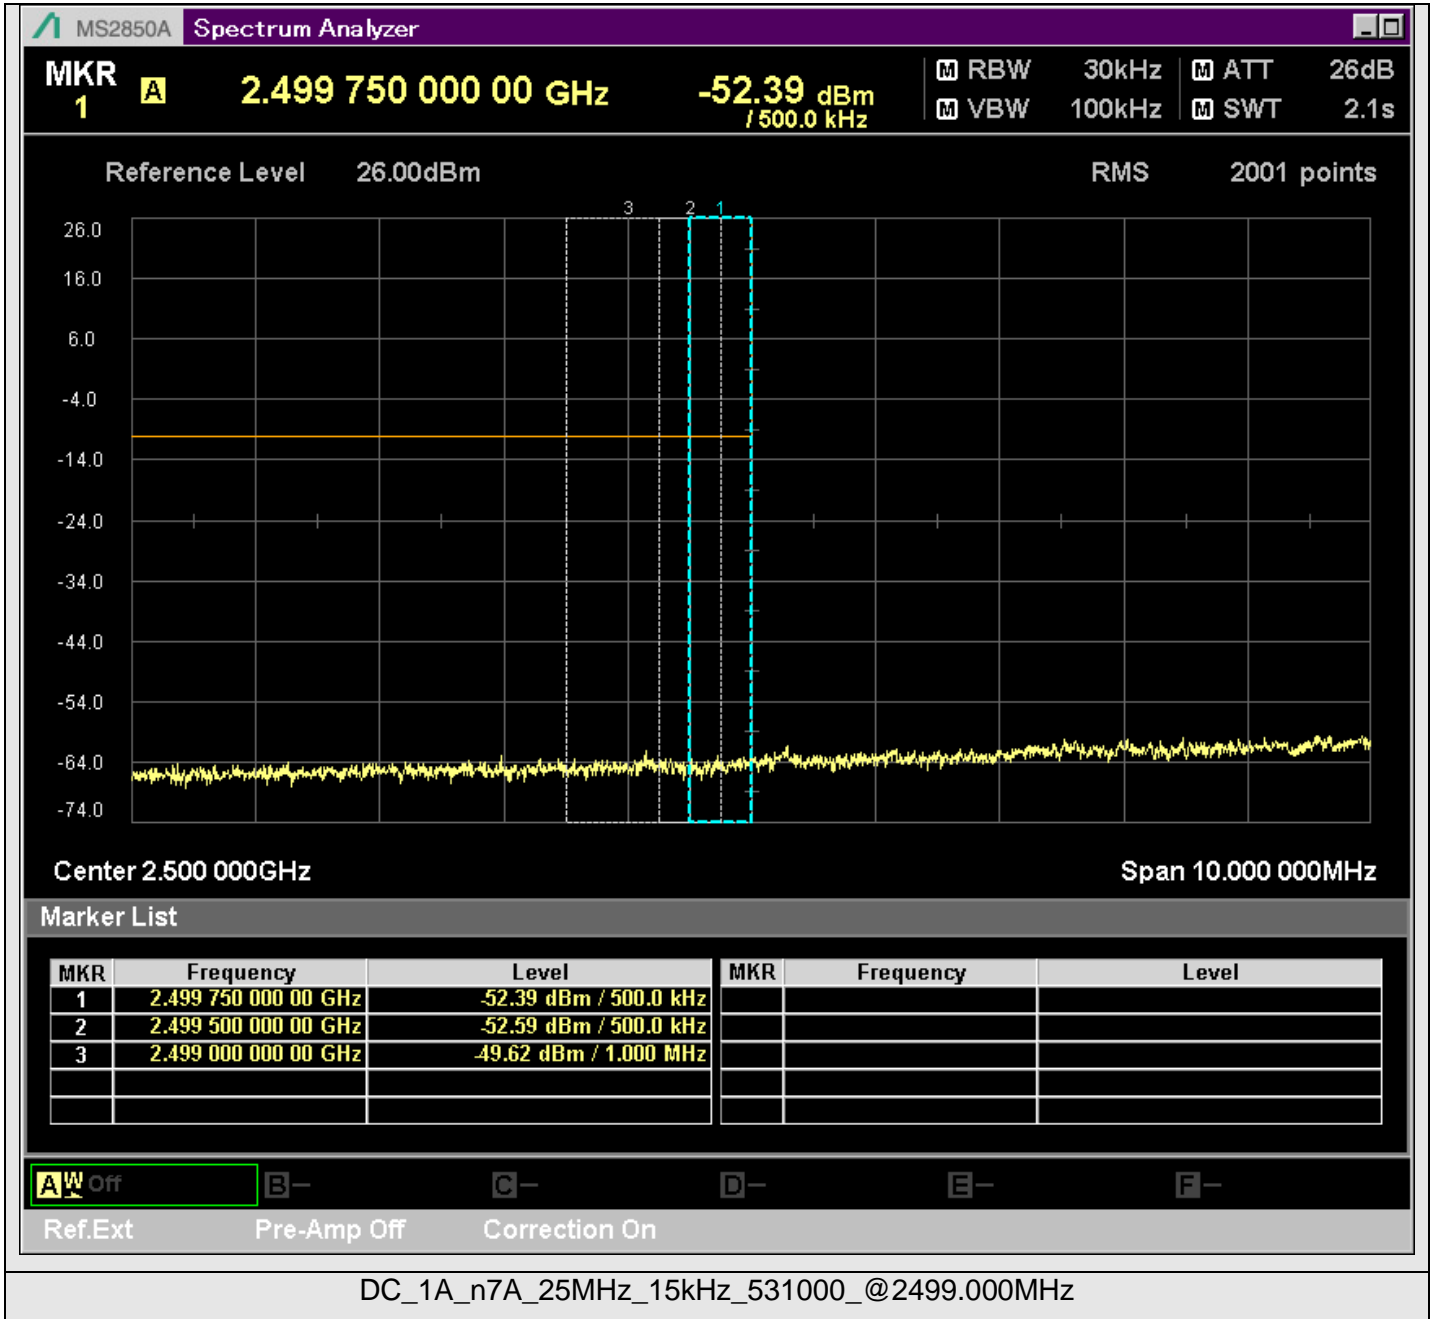 MS2850A Spectrum Analyzer
MKR 1 A 2.499 750 000 00 GHz -52.39 dBm / 500.0 kHz
M RBW 30kHz M ATT 26dB
M VBW 100kHz M SWT 2.1s
Reference Level 26.00dBm RMS 2001 points
3 2 1
26.0
16.0
6.0
-4.0
-14.0
-24.0
-34.0
-44.0
-54.0
-64.0
-74.0
Center 2.500 000GHz Span 10.000 000MHz
Marker List
MKR Frequency Level MKR Frequency Level
1 2.499 750 000 00 GHz -52.39 dBm / 500.0 kHz
2 2.499 500 000 00 GHz -52.59 dBm / 500.0 kHz
3 2.499 000 000 00 GHz -49.62 dBm / 1.000 MHz
A W Off B – C – D – E – F –
Ref.Ext Pre-Amp Off Correction On
DC_1A_n7A_25MHz_15kHz_531000_@2499.000MHz